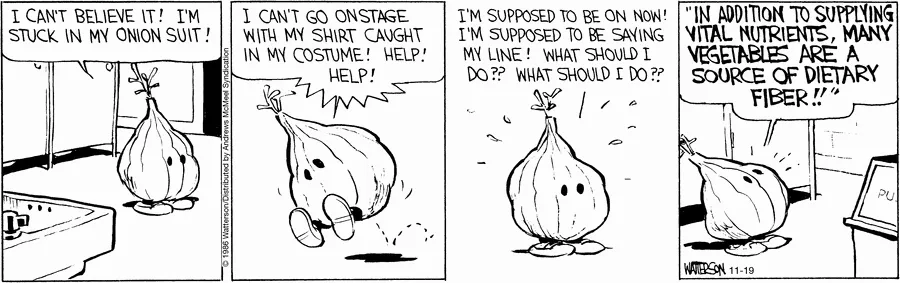 I CAN'T BELIEVE IT! I'M
STUCK IN MY ONION SUIT!
© 1986 Watterson/Distributed by Andrews McMeel Syndication
I CAN'T GO ONSTAGE
WITH MY SHIRT CAUGHT
IN MY COSTUME! HELP!
HELP!
I'M SUPPOSED TO BE ON NOW!
I'M SUPPOSED TO BE SAYING
MY LINE! WHAT SHOULD I
DO?? WHAT SHOULD I DO??
"IN ADDITION TO SUPPLYING
VITAL NUTRIENTS, MANY
VEGETABLES ARE A
SOURCE OF DIETARY
FIBER!!"
PU
WATTERSON 11-19